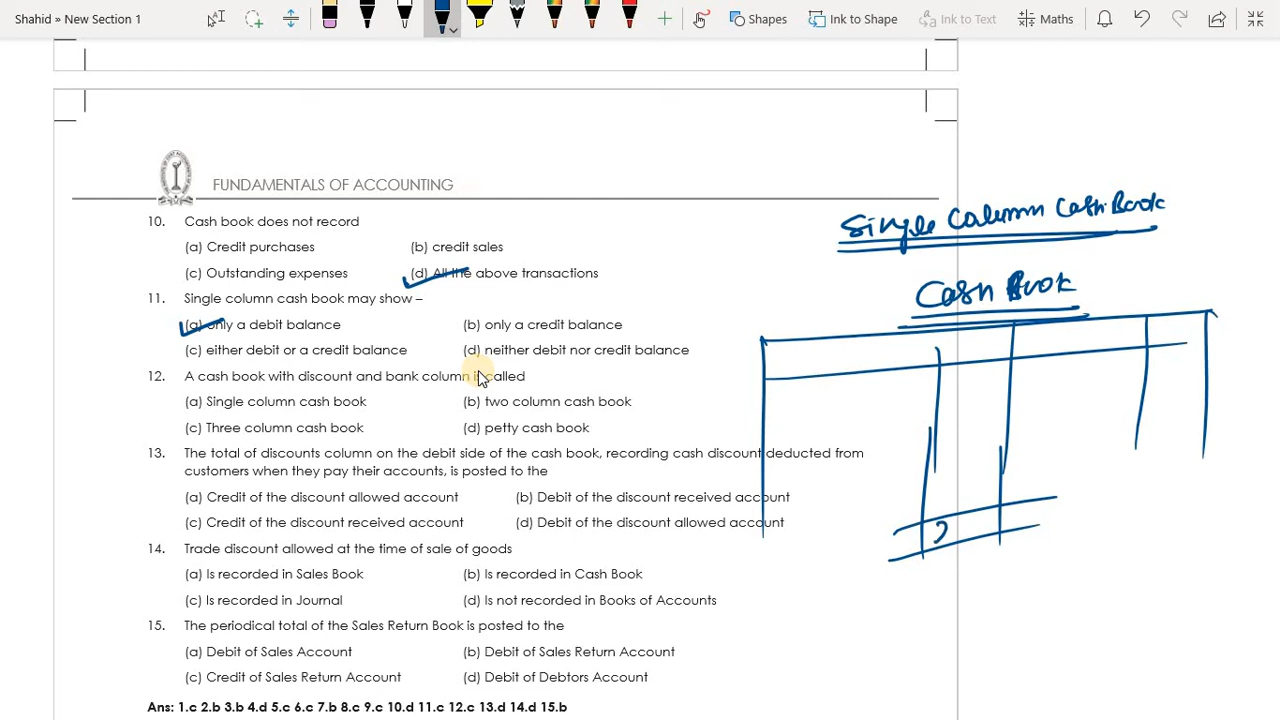 Shahid » New Section 1
Shapes
Ink to Shape
Ink to Text
Maths
FUNDAMENTALS OF ACCOUNTING
10. Cash book does not record
(a) Credit purchases (b) credit sales
(c) Outstanding expenses (d) All the above transactions
11. Single column cash book may show –
(a) only a debit balance (b) only a credit balance
(c) either debit or a credit balance (d) neither debit nor credit balance
12. A cash book with discount and bank column is called
(a) Single column cash book (b) two column cash book
(c) Three column cash book (d) petty cash book
13. The total of discounts column on the debit side of the cash book, recording cash discount deducted from
customers when they pay their accounts, is posted to the
(a) Credit of the discount allowed account (b) Debit of the discount received account
(c) Credit of the discount received account (d) Debit of the discount allowed account
14. Trade discount allowed at the time of sale of goods
(a) Is recorded in Sales Book (b) Is recorded in Cash Book
(c) Is recorded in Journal (d) Is not recorded in Books of Accounts
15. The periodical total of the Sales Return Book is posted to the
(a) Debit of Sales Account (b) Debit of Sales Return Account
(c) Credit of Sales Return Account (d) Debit of Debtors Account
Ans: 1.c 2.b 3.b 4.d 5.c 6.c 7.b 8.c 9.c 10.d 11.c 12.c 13.d 14.d 15.b
Single Column Cash Book
Cash Book